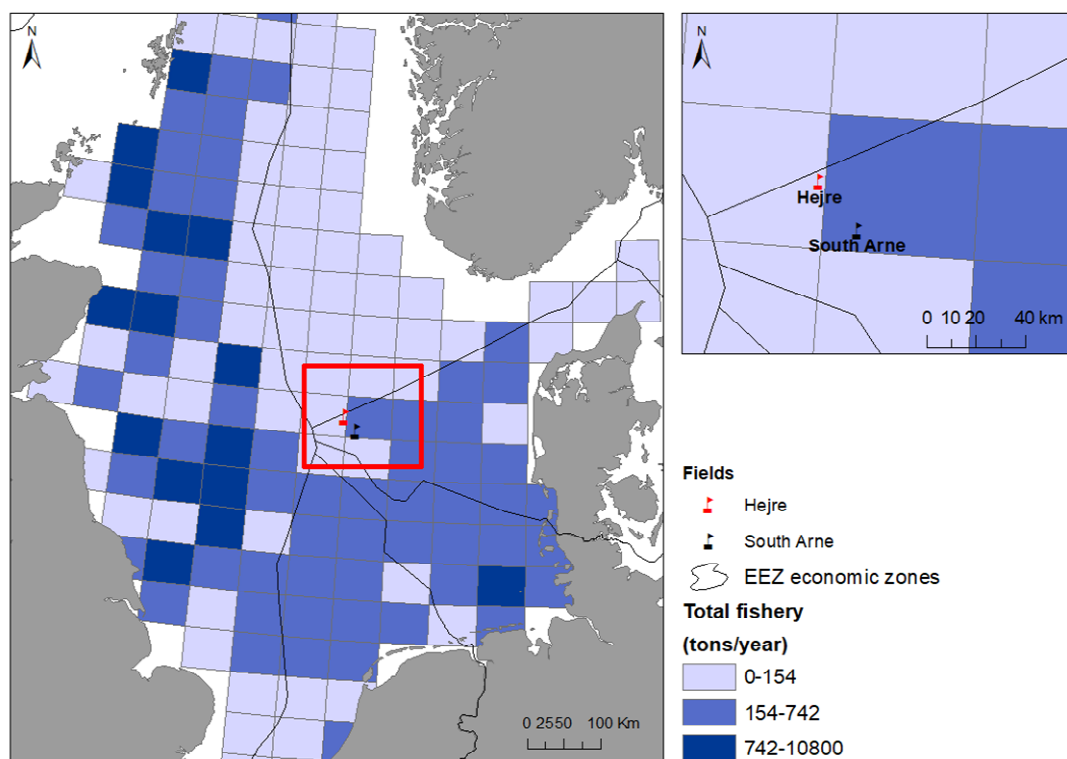 N
0 2550 100 Km
N
Hejre
South Arne
0 10 20 40 km
Fields
Hejre
South Arne
EEZ economic zones
Total fishery
(tons/year)
0-154
154-742
742-10800